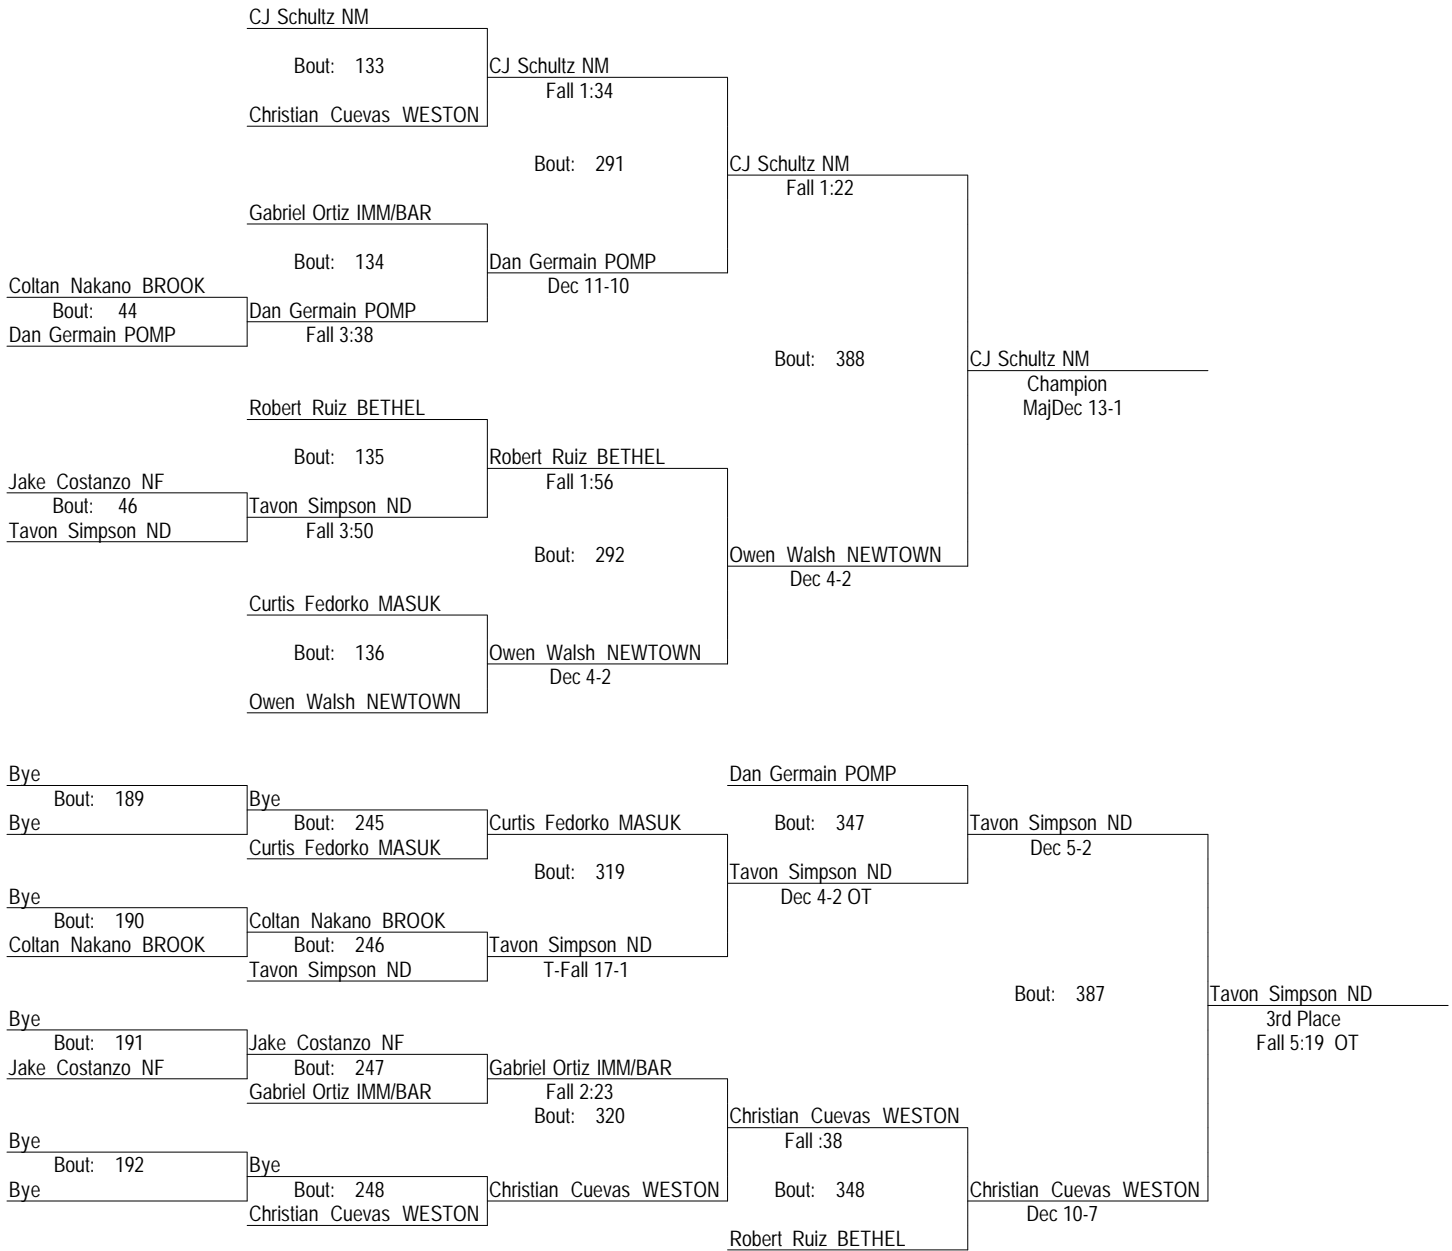 CJ Schultz NM
Bout: 133
CJ Schultz NM
Fall 1:34
Christian Cuevas WESTON
Bout: 291
CJ Schultz NM
Fall 1:22
Gabriel Ortiz IMM/BAR
Bout: 134
Dan Germain POMP
Dec 11-10
Coltan Nakano BROOK
Bout: 44
Dan Germain POMP
Dan Germain POMP
Fall 3:38
Bout: 388
CJ Schultz NM
Champion
MajDec 13-1
Robert Ruiz BETHEL
Bout: 135
Robert Ruiz BETHEL
Fall 1:56
Jake Costanzo NF
Bout: 46
Tavon Simpson ND
Tavon Simpson ND
Fall 3:50
Bout: 292
Owen Walsh NEWTOWN
Dec 4-2
Curtis Fedorko MASUK
Bout: 136
Owen Walsh NEWTOWN
Dec 4-2
Owen Walsh NEWTOWN
Bye
Bout: 189
Bye
Bye
Bout: 245
Curtis Fedorko MASUK
Curtis Fedorko MASUK
Dan Germain POMP
Bout: 347
Tavon Simpson ND
Dec 5-2
Bout: 319
Tavon Simpson ND
Dec 4-2 OT
Bye
Bout: 190
Coltan Nakano BROOK
Coltan Nakano BROOK
Bout: 246
Tavon Simpson ND
Tavon Simpson ND
T-Fall 17-1
Bout: 387
Tavon Simpson ND
3rd Place
Fall 5:19 OT
Bye
Bout: 191
Jake Costanzo NF
Jake Costanzo NF
Bout: 247
Gabriel Ortiz IMM/BAR
Gabriel Ortiz IMM/BAR
Fall 2:23
Bout: 320
Christian Cuevas WESTON
Fall :38
Bye
Bout: 192
Bye
Bye
Bout: 248
Christian Cuevas WESTON
Christian Cuevas WESTON
Bout: 348
Christian Cuevas WESTON
Dec 10-7
Robert Ruiz BETHEL